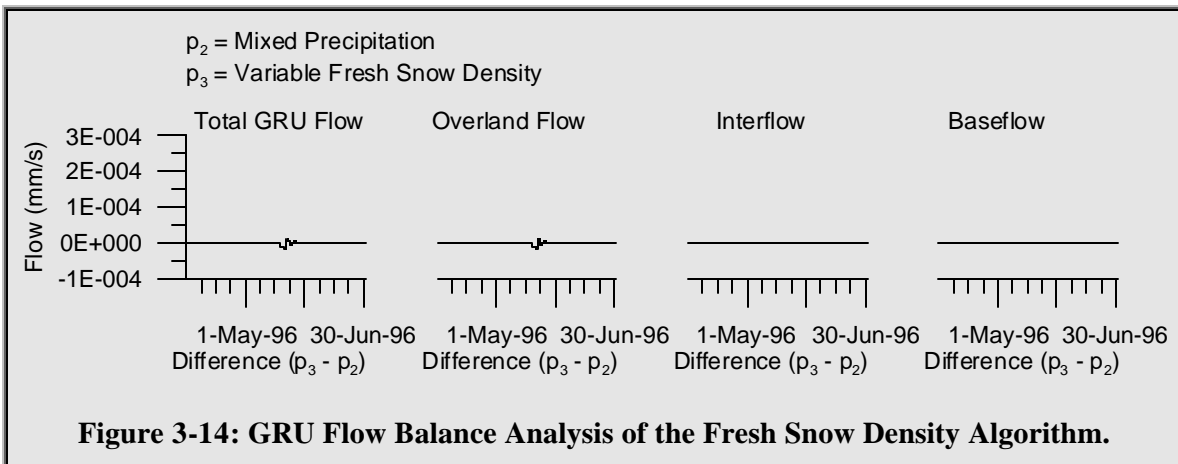 p₂ = Mixed Precipitation
p₃ = Variable Fresh Snow Density
Total GRU Flow Overland Flow Interflow Baseflow
Flow (mm/s)
3E-004
2E-004
1E-004
0E+000
-1E-004
1-May-96 30-Jun-96 1-May-96 30-Jun-96 1-May-96 30-Jun-96 1-May-96 30-Jun-96
Difference (p₃ - p₂) Difference (p₃ - p₂) Difference (p₃ - p₂) Difference (p₃ - p₂)
Figure 3-14: GRU Flow Balance Analysis of the Fresh Snow Density Algorithm.